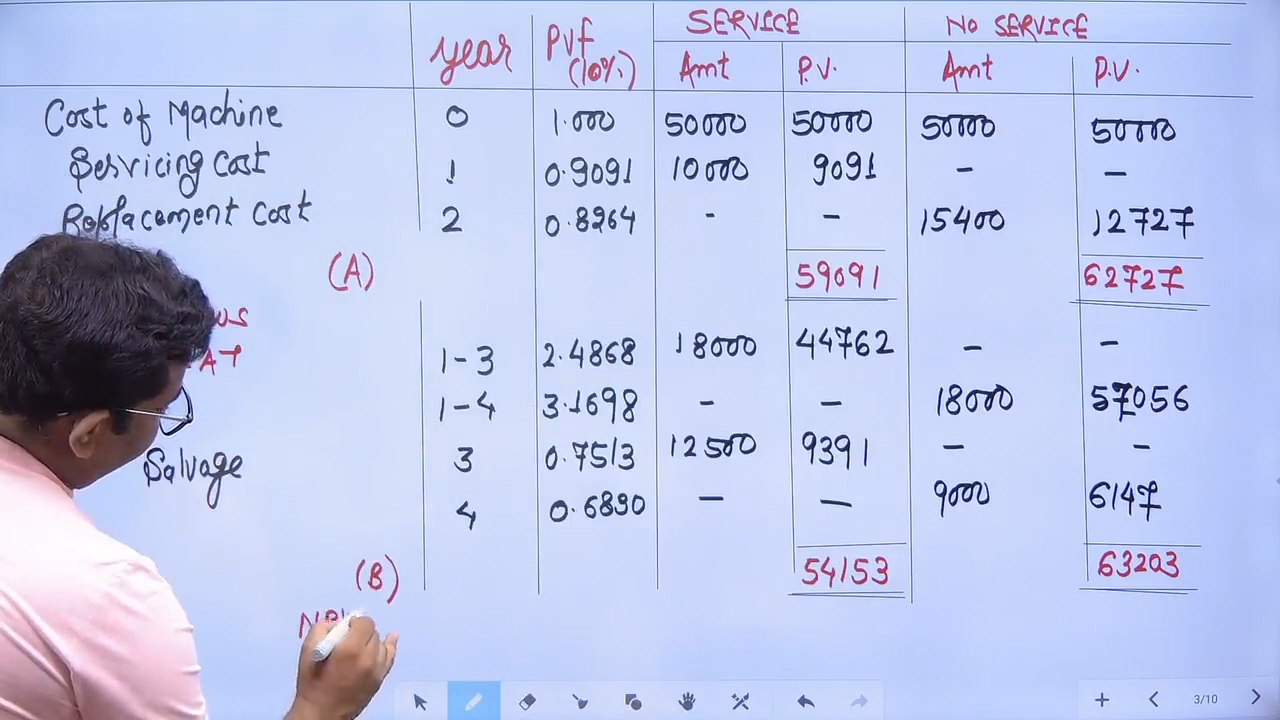 SERVICE NO SERVICE
year Pvf (10%) Amt P.V. Amt P.V.
Cost of Machine 0 1.000 50000 50000 50000 50000
Servicing Cost 1 0.9091 10000 9091 - -
Replacement Cost 2 0.8264 - - 15400 12727
(A) 59091 62727
1-3 2.4868 18000 44762 - -
1-4 3.1698 - - 18000 57056
Salvage 3 0.7513 12500 9391 - -
4 0.6830 - - 9000 6147
(B) 54153 63203
3/10